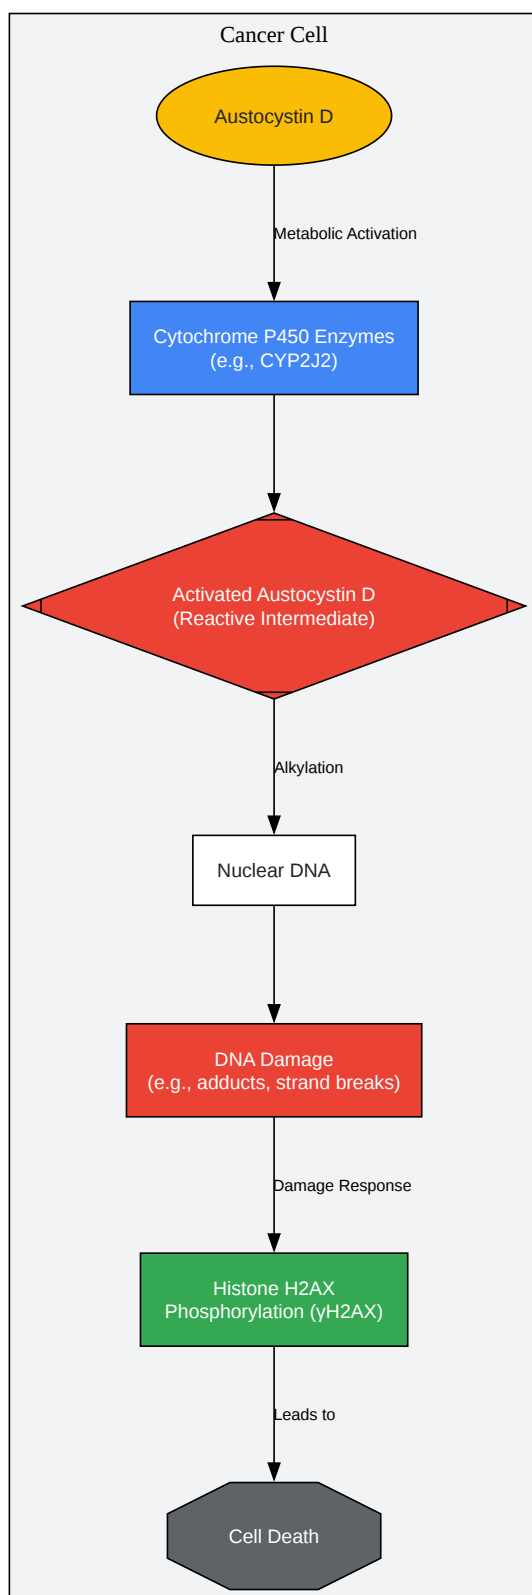 Cancer Cell
Austocystin D
Metabolic Activation
Cytochrome P450 Enzymes
(e.g., CYP2J2)
Activated Austocystin D
(Reactive Intermediate)
Alkylation
Nuclear DNA
DNA Damage
(e.g., adducts, strand breaks)
Damage Response
Histone H2AX
Phosphorylation (γH2AX)
Leads to
Cell Death